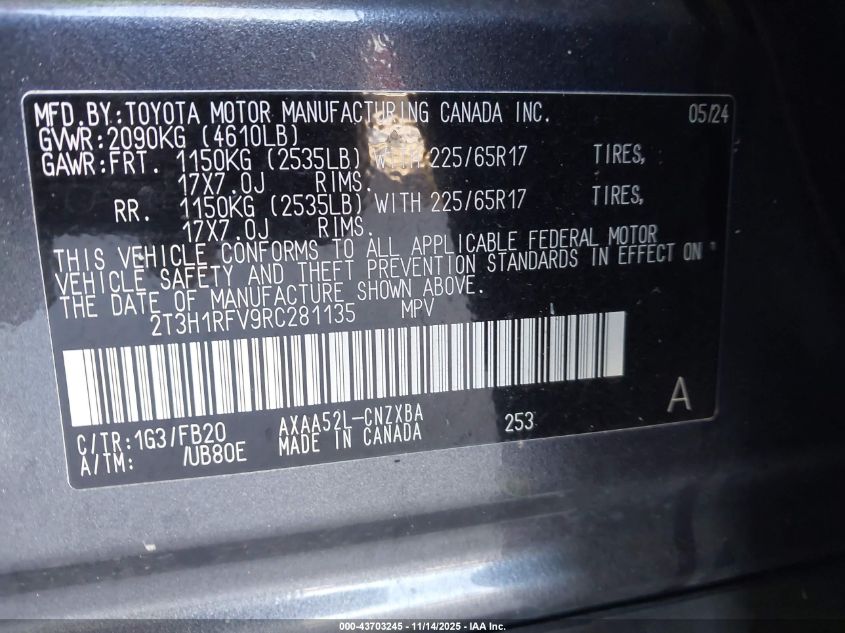 MFD.BY:TOYOTA MOTOR MANUFACTURING CANADA INC. 05/24
GVWR:2090KG (4610LB)
GAWR:FRT. 1150KG (2535LB) WITH 225/65R17 TIRES,
17X7.0J RIMS.
RR. 1150KG (2535LB) WITH 225/65R17 TIRES,
17X7.0J RIMS.
THIS VEHICLE CONFORMS TO ALL APPLICABLE FEDERAL MOTOR
VEHICLE SAFETY AND THEFT PREVENTION STANDARDS IN EFFECT ON
THE DATE OF MANUFACTURE SHOWN ABOVE.
2T3H1RFV9RC281135 MPV
A
C/TR:1G3/FB20 AXAA52L-CNZXBA 253
A/TM: /UB80E MADE IN CANADA
000-43703245 - 11/14/2025 - IAA Inc.